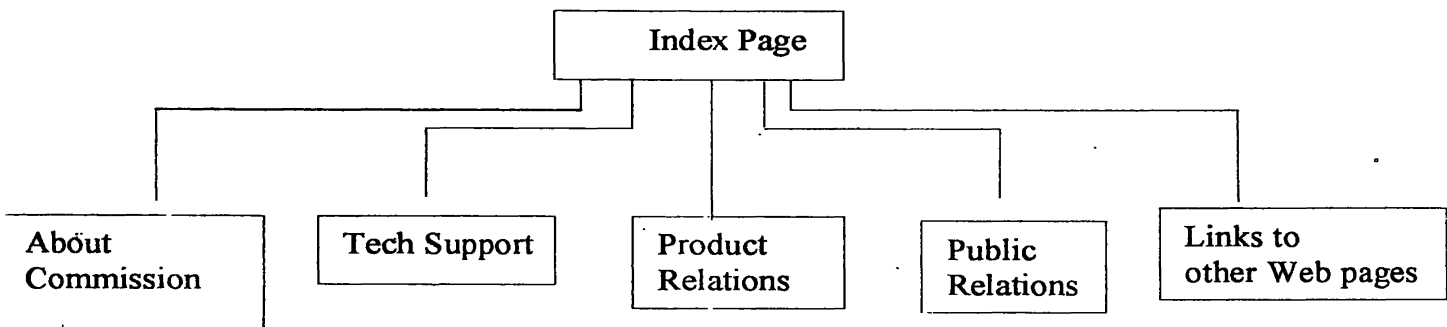 Index Page
About
Commission
Tech Support
Product
Relations
Public
Relations
Links to
other Web pages